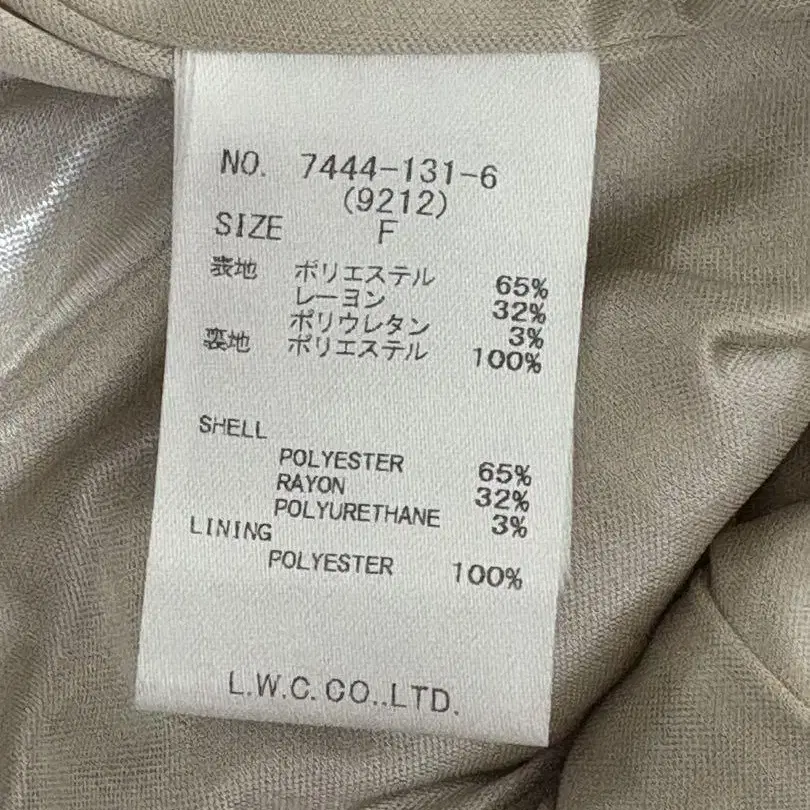 NO. 7444-131-6
(9212)
SIZE F
表地 ポリエステル 65%
レーヨン 32%
ポリウレタン 3%
裏地 ポリエステル 100%
SHELL
POLYESTER 65%
RAYON 32%
POLYURETHANE 3%
LINING
POLYESTER 100%
L.W.C.CO.,LTD.